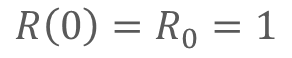 R(0) = R₀ = 1